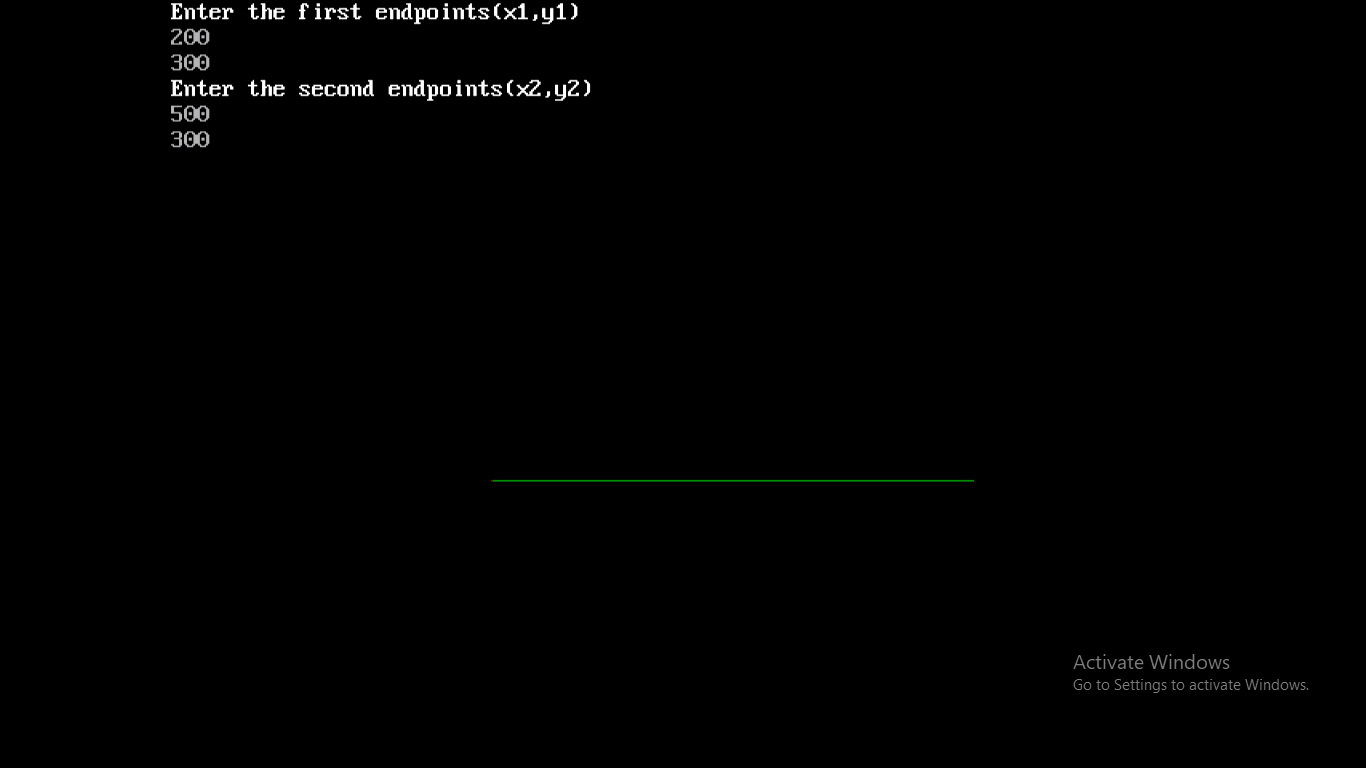 Enter the first endpoints(x1,y1)
200
300
Enter the second endpoints(x2,y2)
500
300
Activate Windows
Go to Settings to activate Windows.